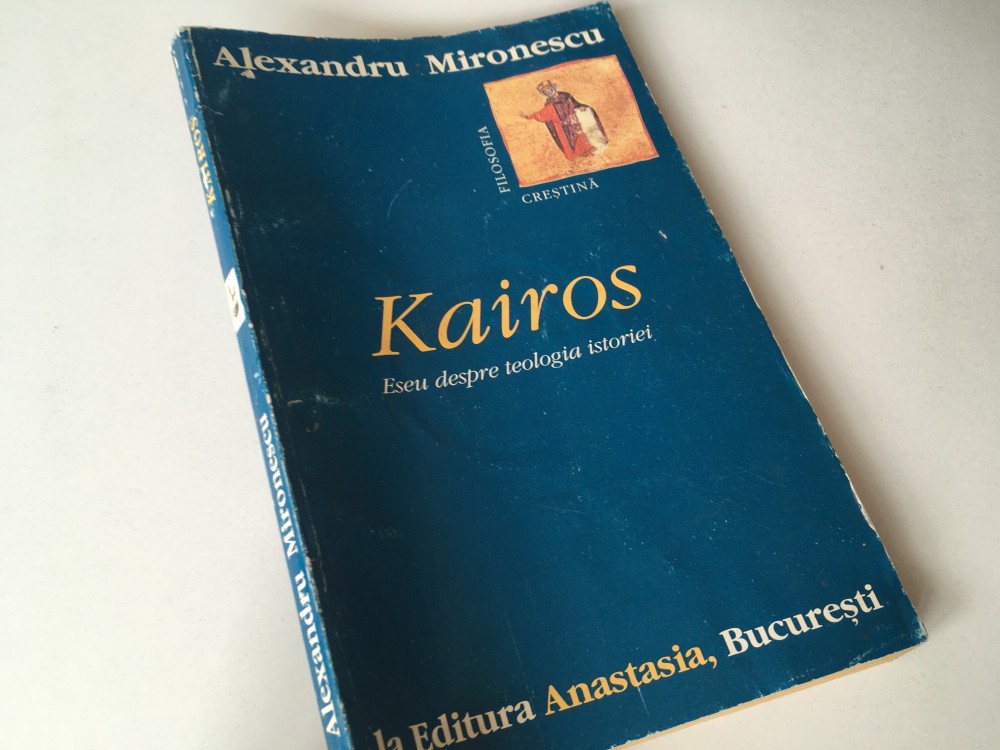 Alexandru Mironescu
FILOSOFIA
CREȘTINĂ
Kairos
Eseu despre teologia istoriei
la Editura Anastasia, București
KAIROS
Alexandru Mironescu